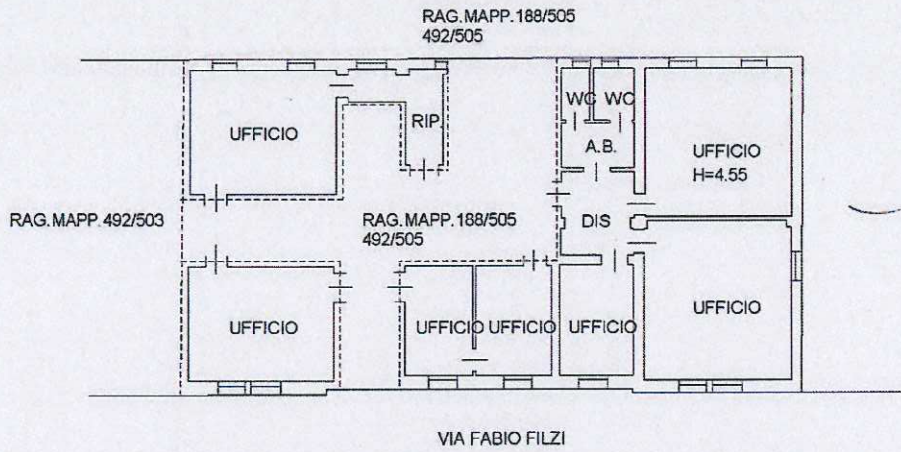 RAG.MAPP.188/505
492/505
WC
WC
UFFICIO
RIP.
A.B.
UFFICIO
H=4.55
RAG.MAPP.492/503
RAG.MAPP.188/505
492/505
DIS
UFFICIO
UFFICIO
UFFICIO
UFFICIO
UFFICIO
VIA FABIO FILZI